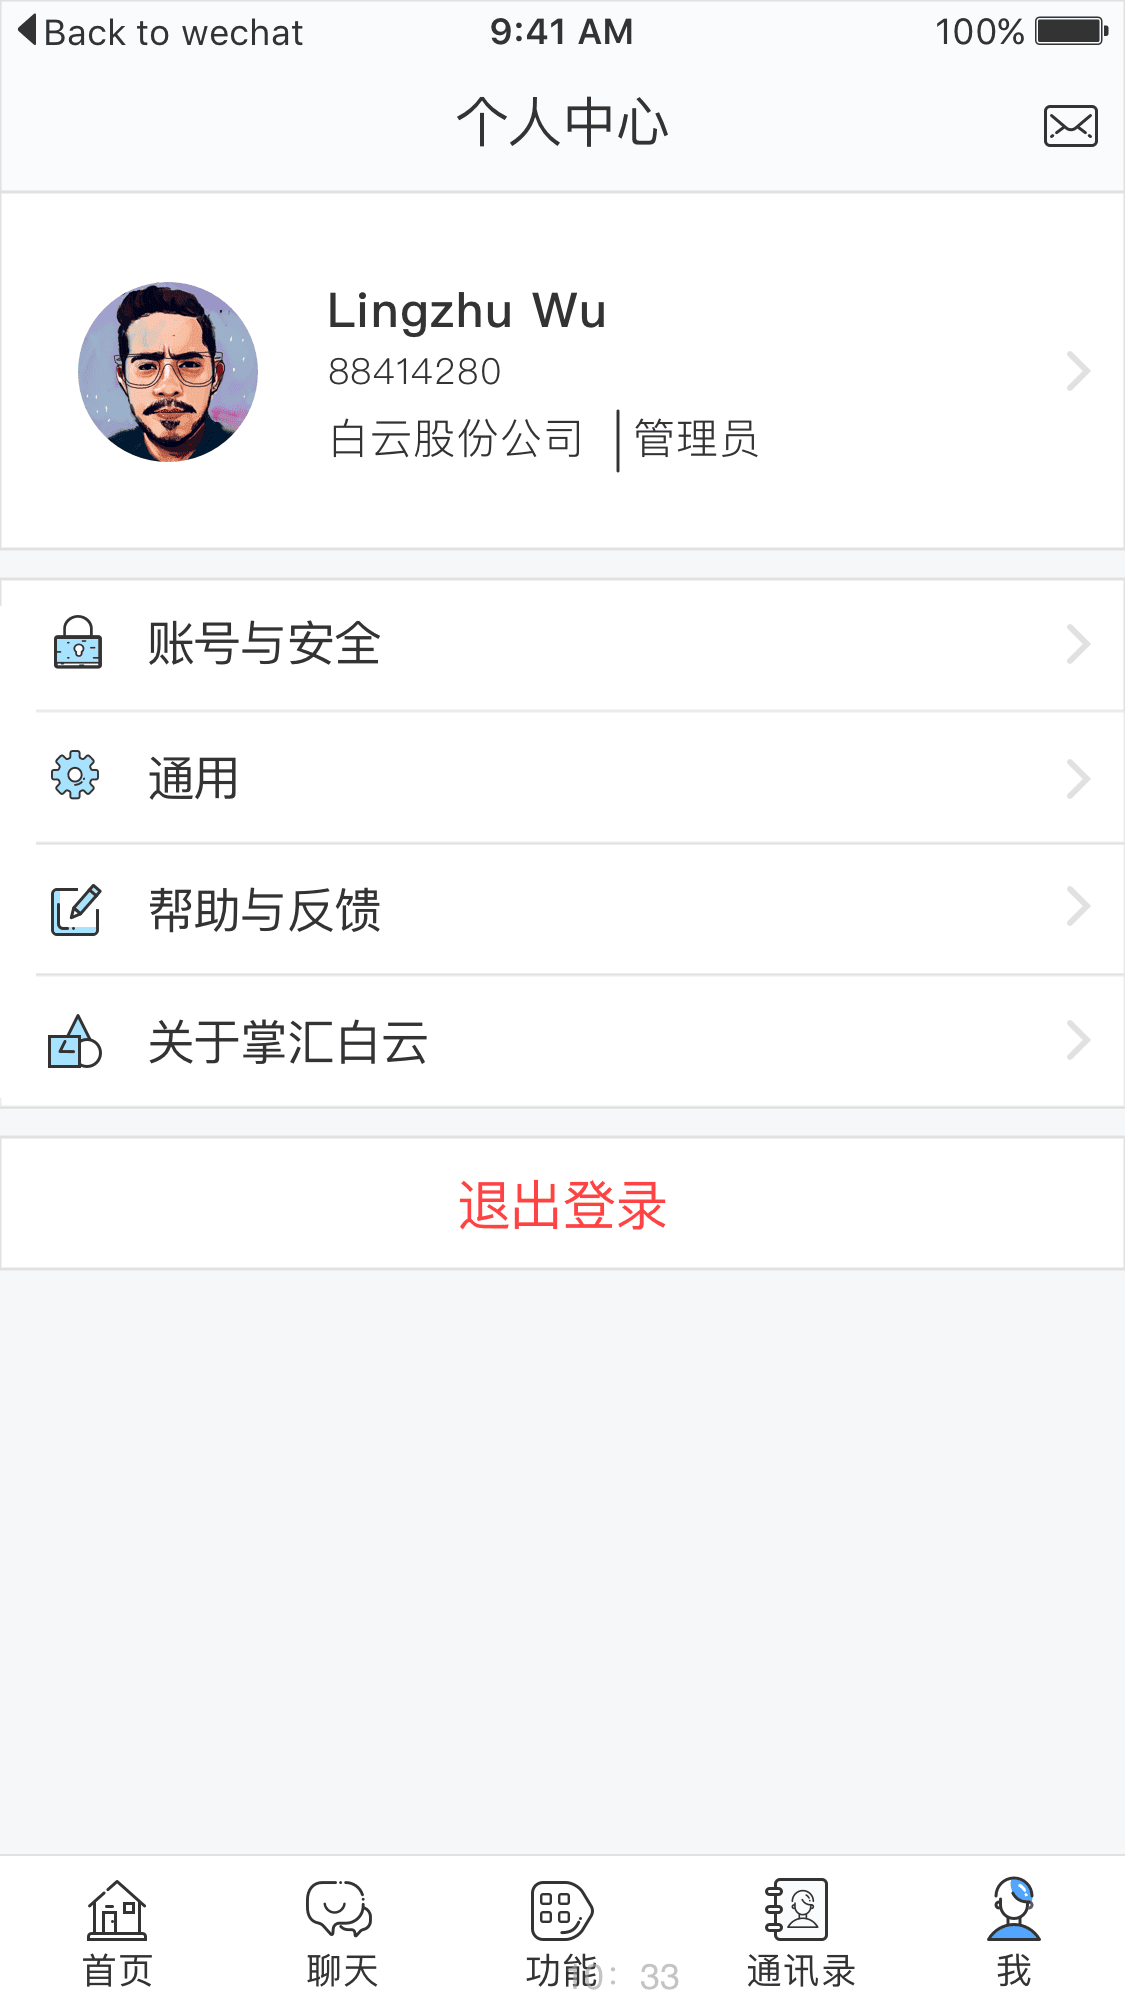 Back to wechat 9:41 AM 100%
个人中心
Lingzhu Wu
88414280
白云股份公司 管理员
账号与安全
通用
帮助与反馈
关于掌汇白云
退出登录
首页 聊天 功能 通讯录 我
: 33